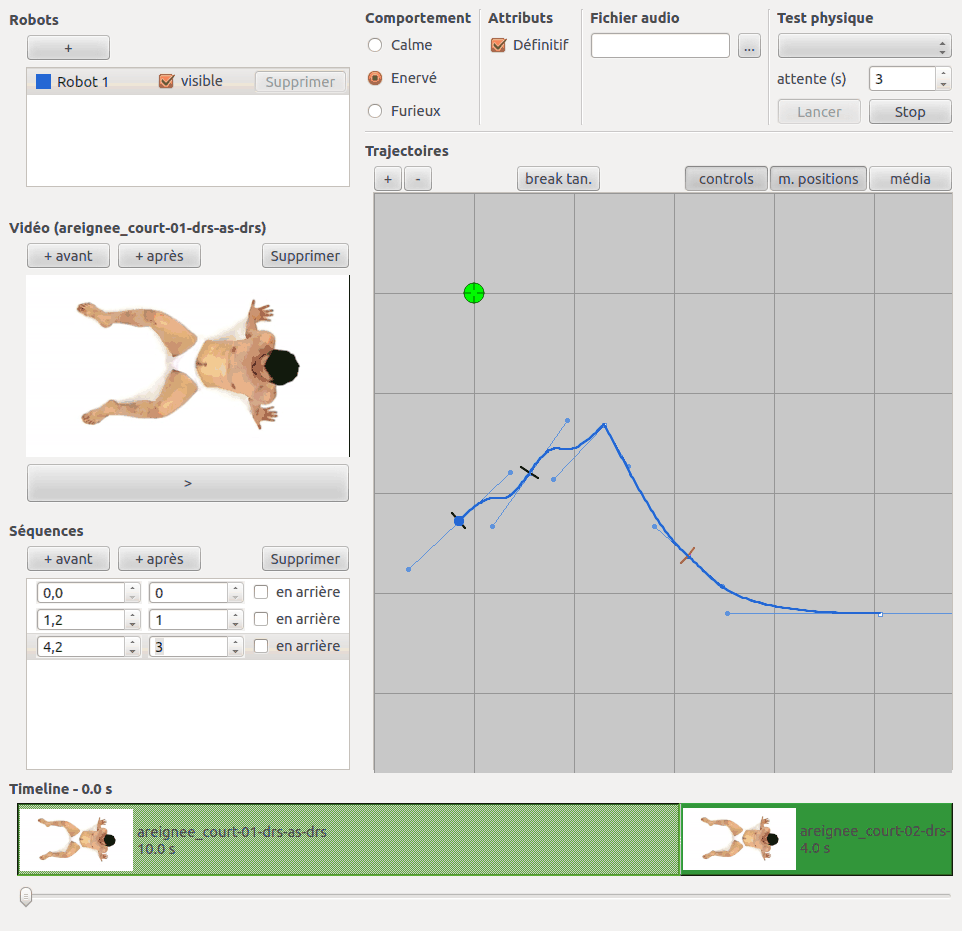 Robots
+
Robot 1 visible Supprimer
Vidéo (areignee_court-01-drs-as-drs)
+ avant + après Supprimer
>
Séquences
+ avant + après Supprimer
0,0 0 en arrière
1,2 1 en arrière
4,2 3 en arrière
Comportement
Calme
Enervé
Furieux
Attributs
Définitif
Fichier audio
...
Test physique
attente (s) 3
Lancer Stop
Trajectoires
+ - break tan. controls m. positions média
Timeline - 0.0 s
areignee_court-01-drs-as-drs
10.0 s
areignee_court-02-drs-
4.0 s